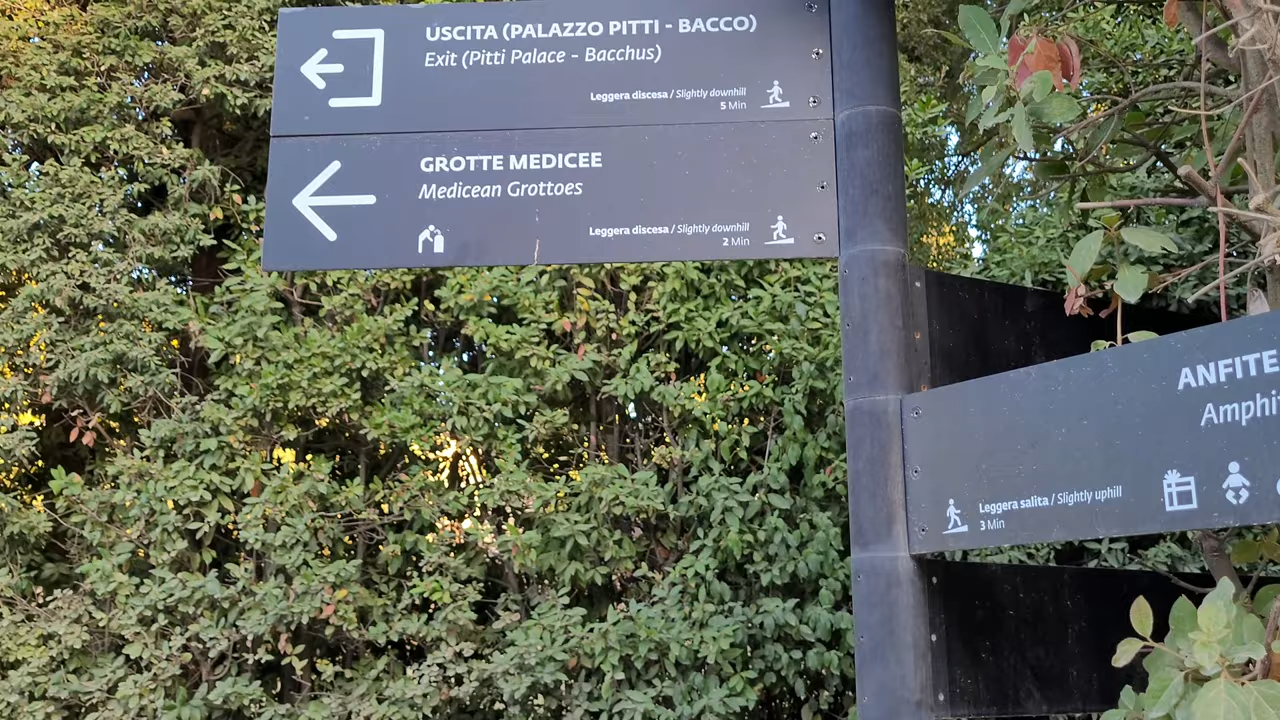 USCITA (PALAZZO PITTI - BACCO)
Exit (Pitti Palace - Bacchus)
Leggera discesa / Slightly downhill
5 Min
GROTTE MEDICEE
Medicean Grottoes
Leggera discesa / Slightly downhill
2 Min
ANFITE
Amphi
Leggera salita / Slightly uphill
3 Min